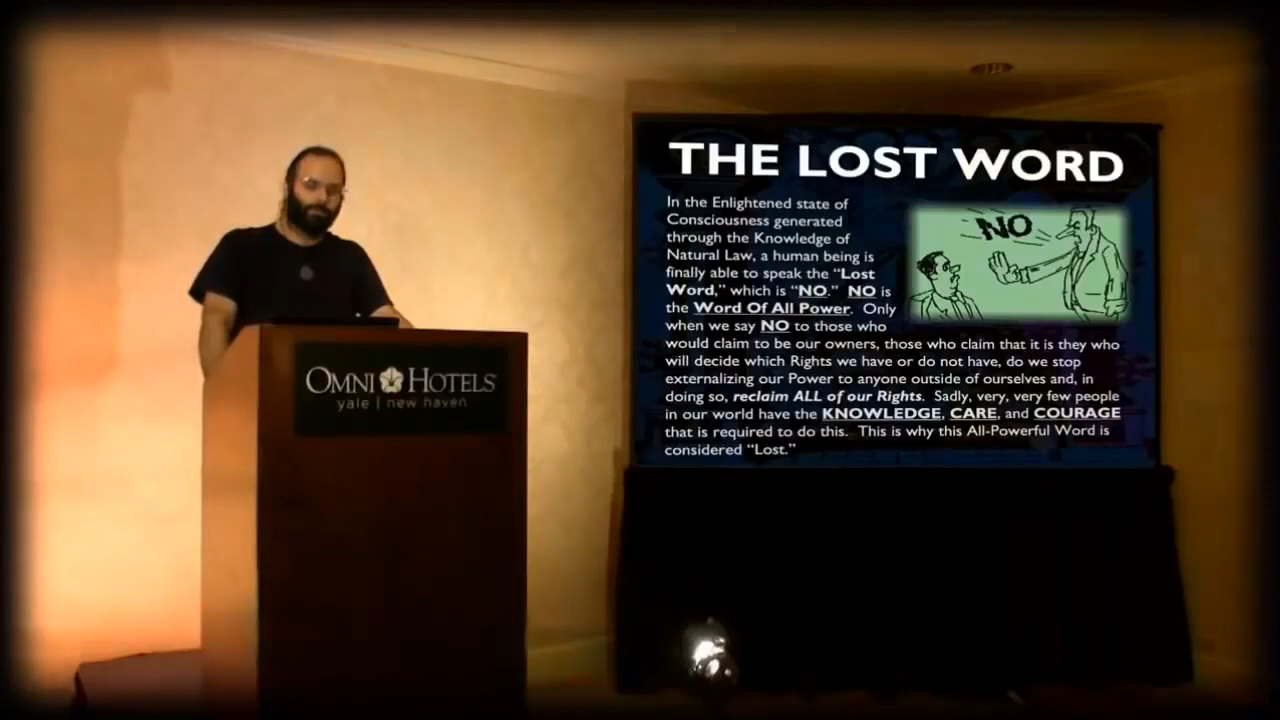 OMNI HOTELS
yale | new haven
THE LOST WORD
In the Enlightened state of
Consciousness generated
through the Knowledge of
Natural Law, a human being is
finally able to speak the “Lost
Word,” which is “NO.” NO is
the Word Of All Power. Only
when we say NO to those who
would claim to be our owners, those who claim that it is they who
will decide which Rights we have or do not have, do we stop
externalizing our Power to anyone outside of ourselves and, in
doing so, reclaim ALL of our Rights. Sadly, very, very few people
in our world have the KNOWLEDGE, CARE, and COURAGE
that is required to do this. This is why this All-Powerful Word is
considered “Lost.”
NO